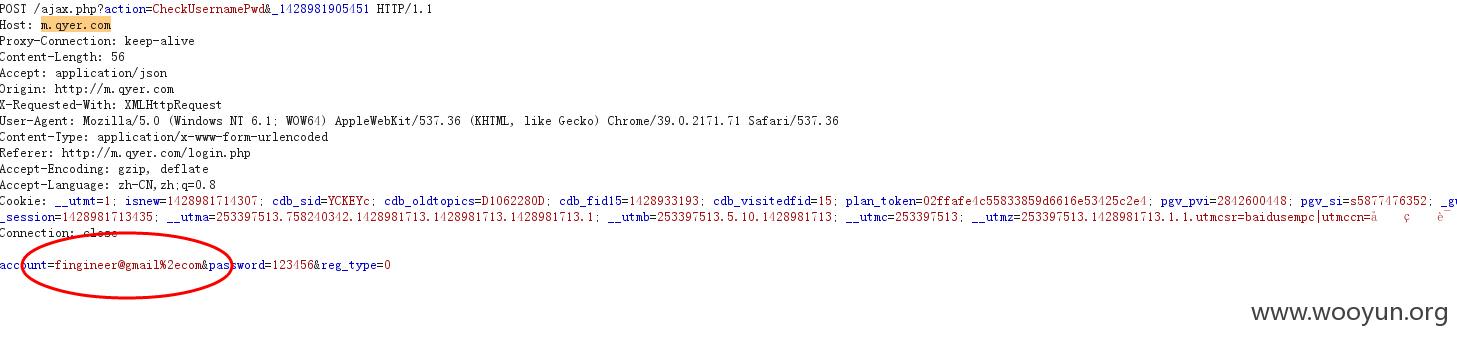 POST /ajax.php?action=CheckUsernamePwd&_1428981905451 HTTP/1.1
Host: m.qyer.com
Proxy-Connection: keep-alive
Content-Length: 56
Accept: application/json
Origin: http://m.qyer.com
X-Requested-With: XMLHttpRequest
User-Agent: Mozilla/5.0 (Windows NT 6.1; WOW64) AppleWebKit/537.36 (KHTML, like Gecko) Chrome/39.0.2171.71 Safari/537.36
Content-Type: application/x-www-form-urlencoded
Referer: http://m.qyer.com/login.php
Accept-Encoding: gzip, deflate
Accept-Language: zh-CN,zh;q=0.8
Cookie: __utmt=1; isnew=1428981714307; cdb_sid=YCKEYc; cdb_oldtopics=D1062280D; cdb_fid15=1428933193; cdb_visitedfid=15; plan_token=02ffafe4c55833859d6616e53425c2e4; pgv_pvi=2842600448; pgv_si=s5877476352;
_session=1428981713435; __utma=253397513.758240342.1428981713.1428981713.1428981713.1; __utmb=253397513.5.10.1428981713; __utmc=253397513; __utmz=253397513.1428981713.1.1.utmcsr=baidusempc|utmccn=å ç è¯
Connection: close
account=fingineer@gmail%2ecom&password=123456&reg_type=0
www.wooyun.org